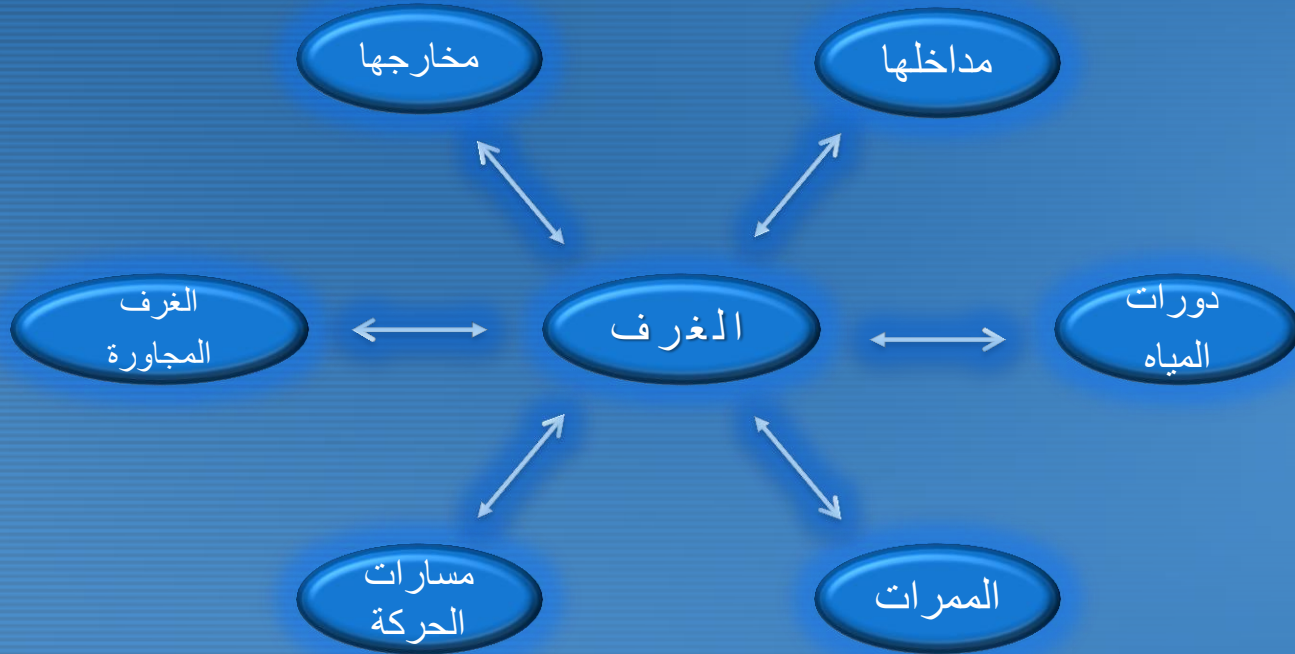 مداخلها
مخارجها
دورات
المياه
الغرف
الغرف
المجاورة
الممرات
مسارات
الحركة